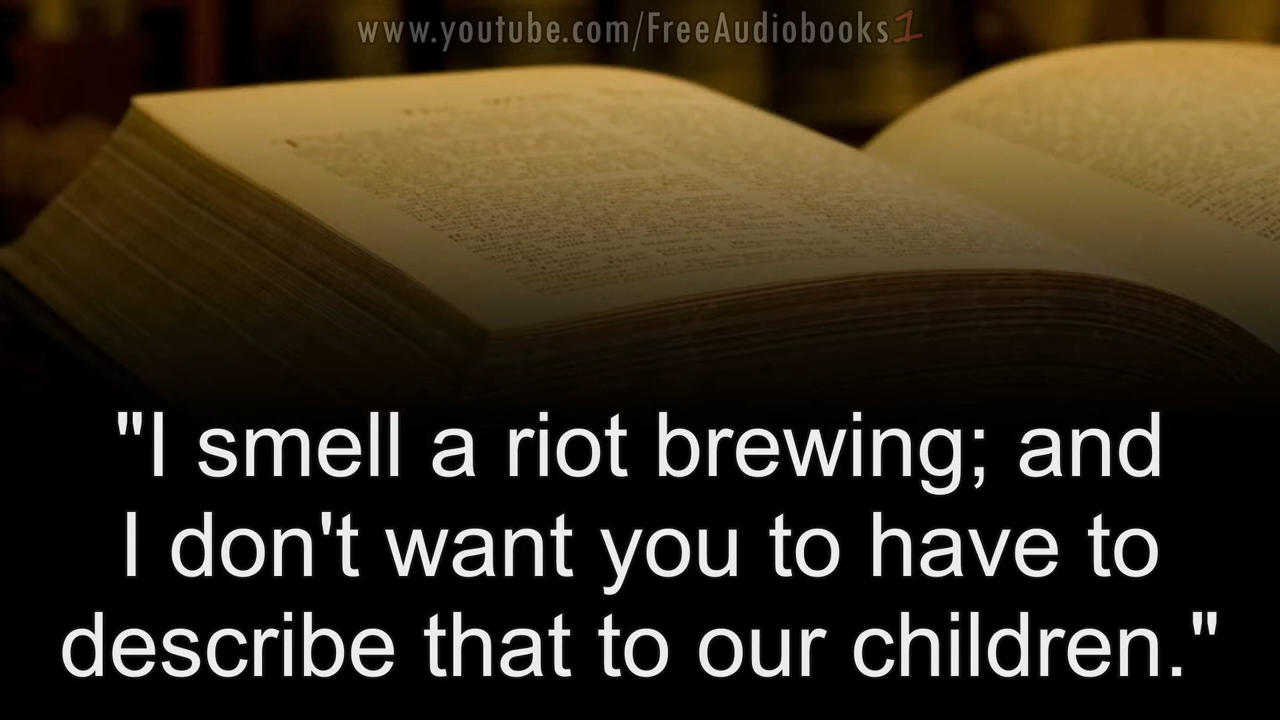 www.youtube.com/FreeAudiobooks1
"I smell a riot brewing; and
I don't want you to have to
describe that to our children."